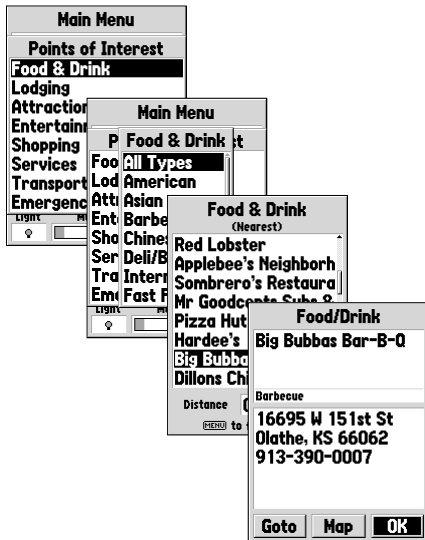 Main Menu
Points of Interest
Food & Drink
Lodging
Attraction
Entertain
Shopping
Services
Transport
Emergenc
Light
Main Menu
Food & Drink
All Types
American
Asian
Barbe
Chines
Deli/B
Intern
Fast F
Food & Drink
(Nearest)
Red Lobster
Applebee's Neighborh
Sombrero's Restaura
Mr Goodcents Subs &
Pizza Hut
Hardee's
Big Bubba
Dillons Chi
Distance
MENU to
Food/Drink
Big Bubbas Bar-B-Q
Barbecue
16695 W 151st St
Olathe, KS 66062
913-390-0007
Goto Map OK